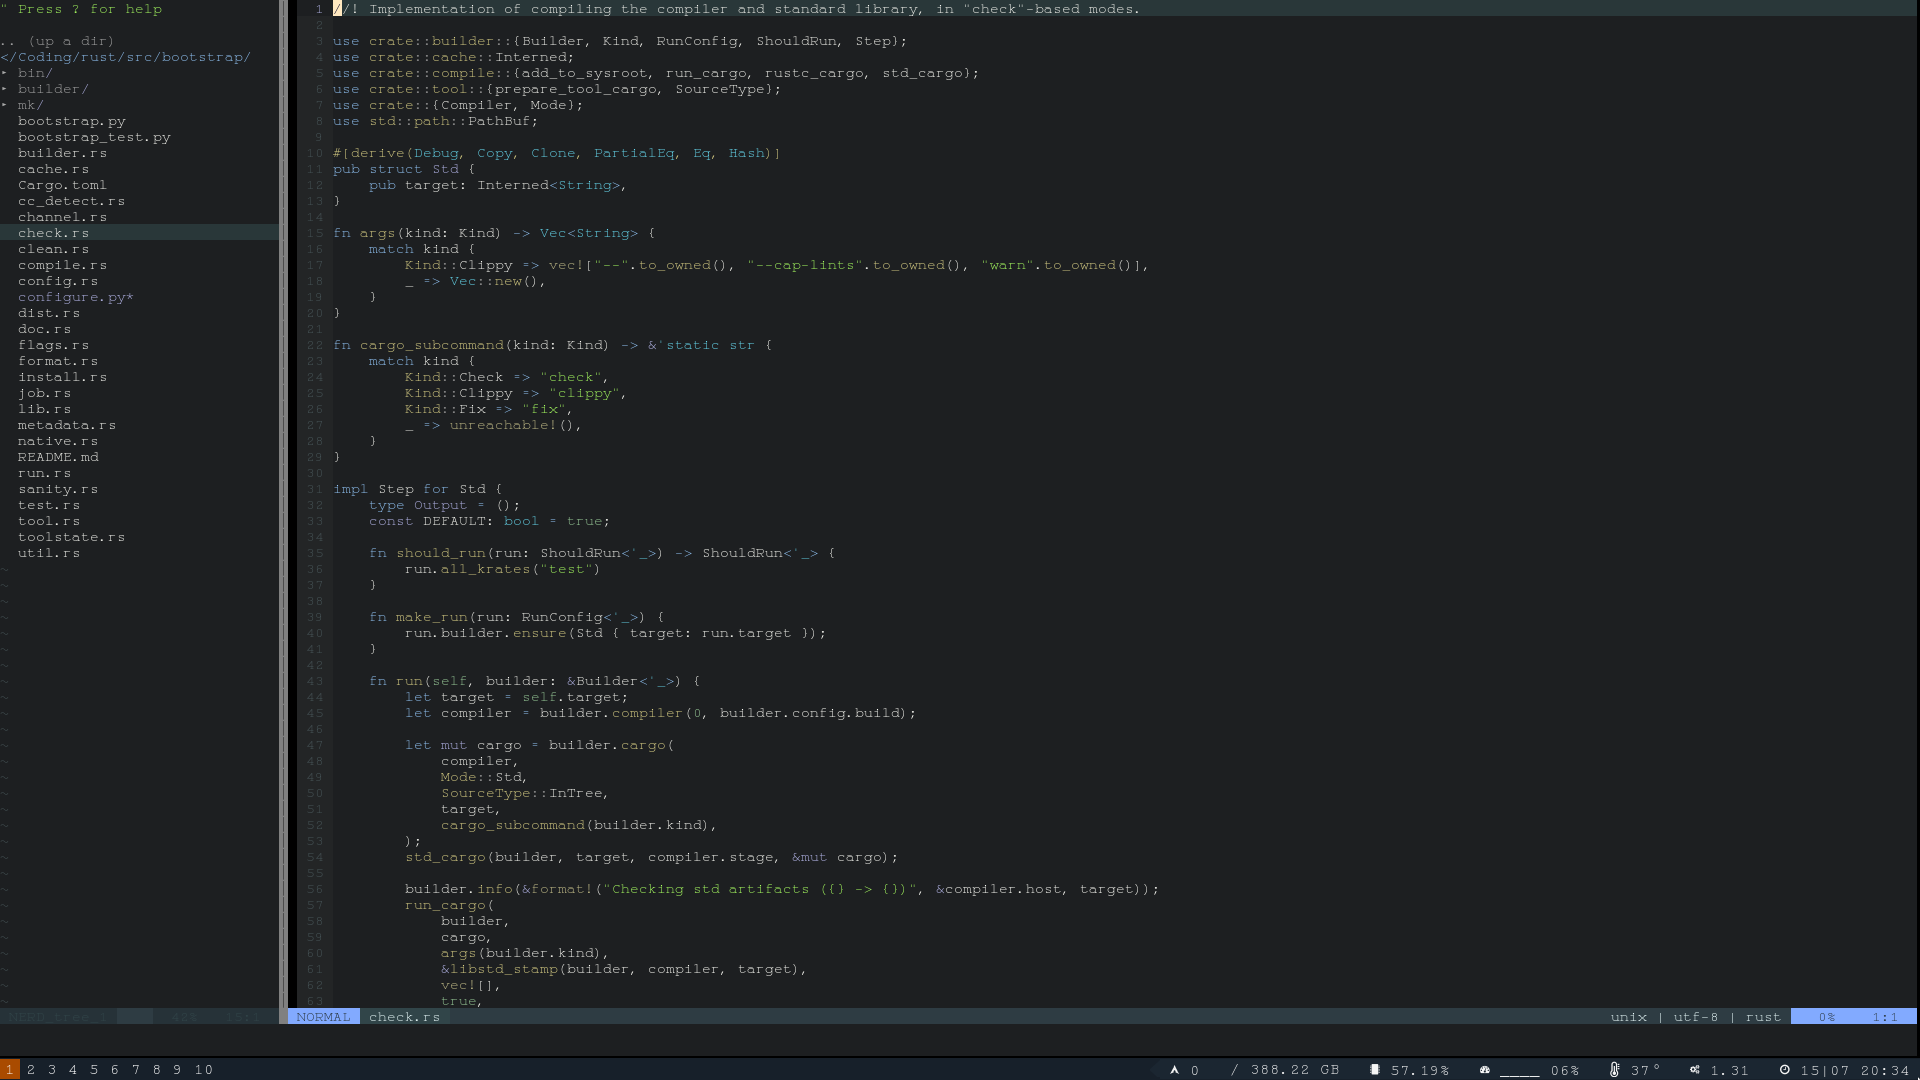 " Press ? for help
.. (up a dir)
</Coding/rust/src/bootstrap/
▸ bin/
▸ builder/
▸ mk/
bootstrap.py
bootstrap_test.py
builder.rs
cache.rs
Cargo.toml
cc_detect.rs
channel.rs
check.rs
clean.rs
compile.rs
config.rs
configure.py*
dist.rs
doc.rs
flags.rs
format.rs
install.rs
job.rs
lib.rs
metadata.rs
native.rs
README.md
run.rs
sanity.rs
test.rs
tool.rs
toolstate.rs
util.rs
1 //! Implementation of compiling the compiler and standard library, in "check"-based modes.
2
3 use crate::builder::{Builder, Kind, RunConfig, ShouldRun, Step};
4 use crate::cache::Interned;
5 use crate::compile::{add_to_sysroot, run_cargo, rustc_cargo, std_cargo};
6 use crate::tool::{prepare_tool_cargo, SourceType};
7 use crate::{Compiler, Mode};
8 use std::path::PathBuf;
9
10 #[derive(Debug, Copy, Clone, PartialEq, Eq, Hash)]
11 pub struct Std {
12     pub target: Interned<String>,
13 }
14
15 fn args(kind: Kind) -> Vec<String> {
16     match kind {
17         Kind::Clippy => vec!["--".to_owned(), "--cap-lints".to_owned(), "warn".to_owned()],
18         _ => Vec::new(),
19     }
20 }
21
22 fn cargo_subcommand(kind: Kind) -> &'static str {
23     match kind {
24         Kind::Check => "check",
25         Kind::Clippy => "clippy",
26         Kind::Fix => "fix",
27         _ => unreachable!(),
28     }
29 }
30
31 impl Step for Std {
32     type Output = ();
33     const DEFAULT: bool = true;
34
35     fn should_run(run: ShouldRun<'_>) -> ShouldRun<'_> {
36         run.all_krates("test")
37     }
38
39     fn make_run(run: RunConfig<'_>) {
40         run.builder.ensure(Std { target: run.target });
41     }
42
43     fn run(self, builder: &Builder<'_>) {
44         let target = self.target;
45         let compiler = builder.compiler(0, builder.config.build);
46
47         let mut cargo = builder.cargo(
48             compiler,
49             Mode::Std,
50             SourceType::InTree,
51             target,
52             cargo_subcommand(builder.kind),
53         );
54         std_cargo(builder, target, compiler.stage, &mut cargo);
55
56         builder.info(&format!("Checking std artifacts ({} -> {})", &compiler.host, target));
57         run_cargo(
58             builder,
59             cargo,
60             args(builder.kind),
61             &libstd_stamp(builder, compiler, target),
62             vec![],
63             true,
NERD_tree_1 42% 15:1
NORMAL check.rs unix | utf-8 | rust 0% 1:1
1 2 3 4 5 6 7 8 9 10 0 / 388.22 GB 57.19% ____ 06% 37° 1.31 15|07 20:34